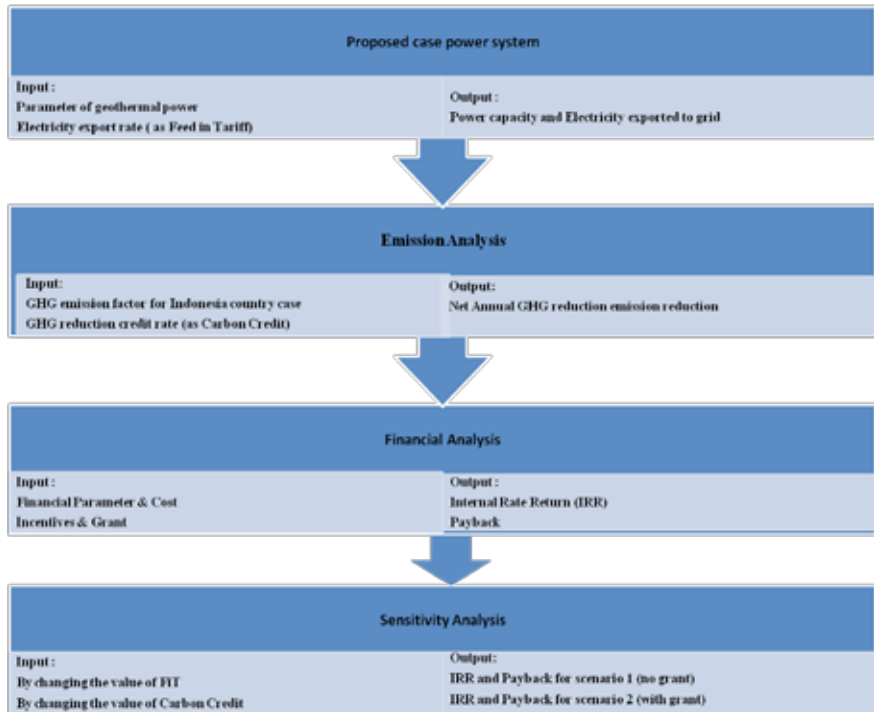 Proposed case power system
Input :
Parameter of geothermal power
Electricity export rate ( as Feed in Tariff)
Output :
Power capacity and Electricity exported to grid
Emission Analysis
Input:
GHG emission factor for Indonesia country case
GHG reduction credit rate (as Carbon Credit)
Output:
Net Annual GHG reduction emission reduction
Financial Analysis
Input :
Financial Parameter & Cost
Incentives & Grant
Output :
Internal Rate Return (IRR)
Payback
Sensitivity Analysis
Input :
By changing the value of FiT
By changing the value of Carbon Credit
Output:
IRR and Payback for scenario 1 (no grant)
IRR and Payback for scenario 2 (with grant)